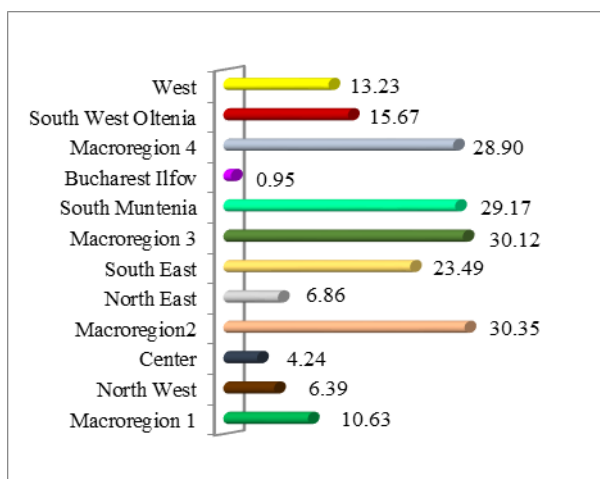 West 13.23
South West Oltenia 15.67
Macroregion 4 28.90
Bucharest Ilfov 0.95
South Muntenia 29.17
Macroregion 3 30.12
South East 23.49
North East 6.86
Macroregion2 30.35
Center 4.24
North West 6.39
Macroregion 1 10.63